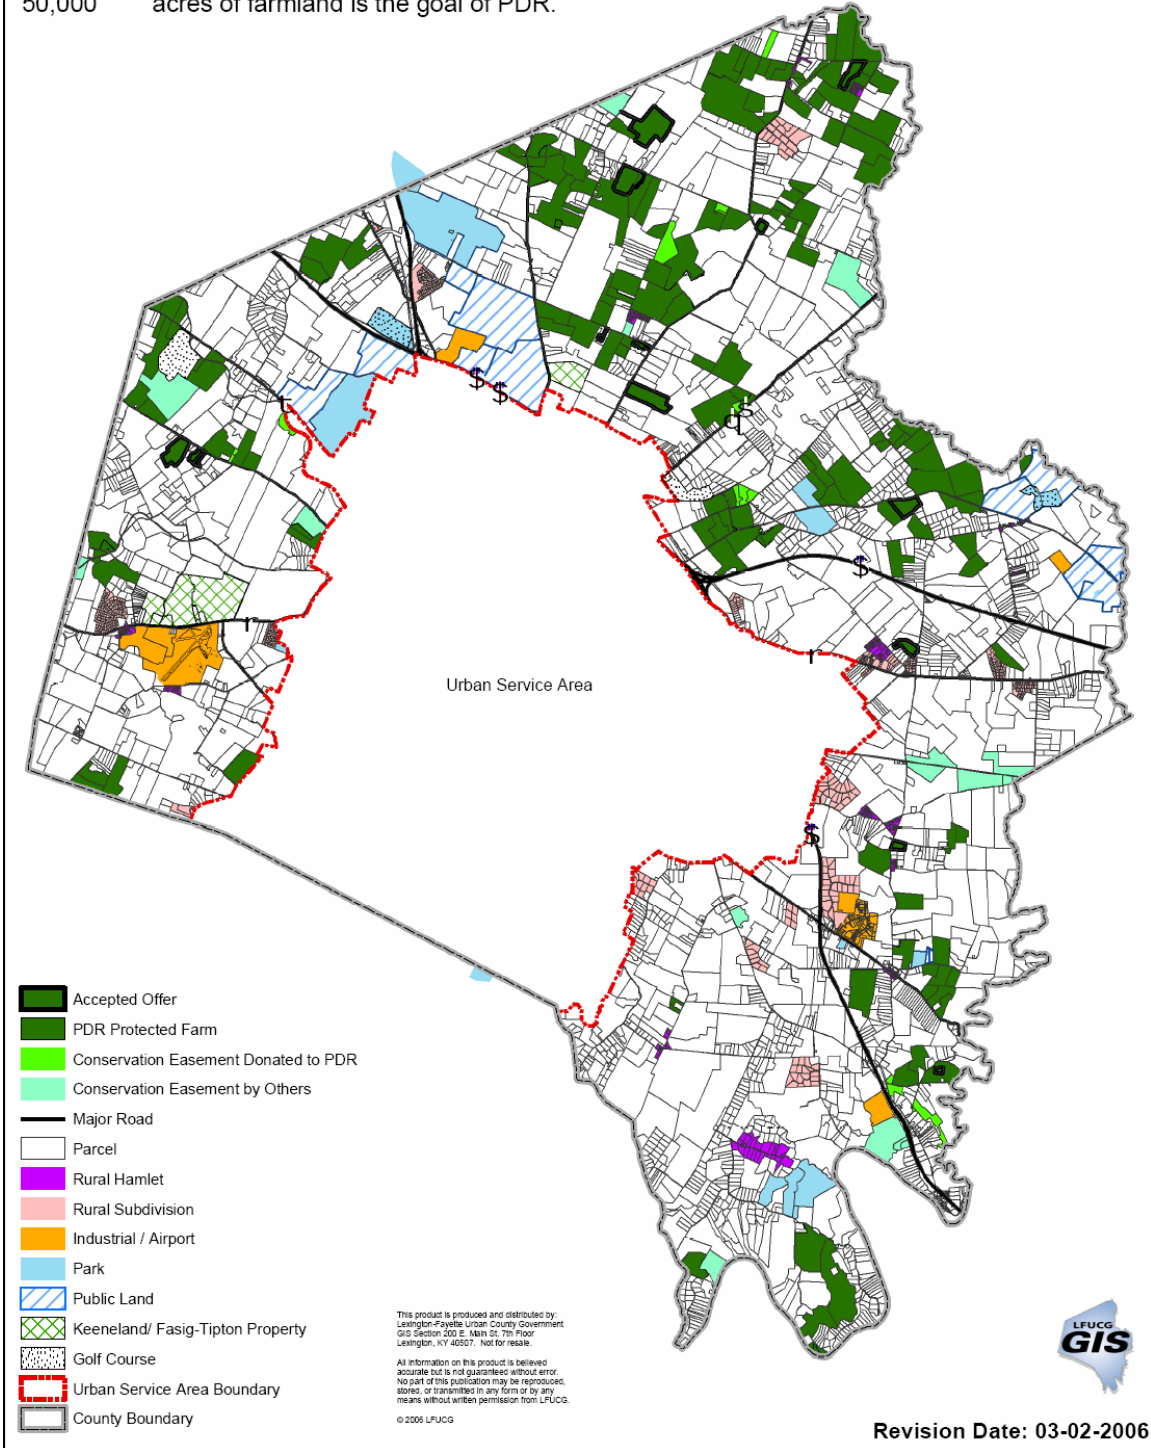 50,000 acres of farmland is the goal of PDR.
$ $
t
s
q
$
r
r
Urban Service Area
$
Accepted Offer
PDR Protected Farm
Conservation Easement Donated to PDR
Conservation Easement by Others
Major Road
Parcel
Rural Hamlet
Rural Subdivision
Industrial / Airport
Park
Public Land
Keeneland/ Fasig-Tipton Property
Golf Course
Urban Service Area Boundary
County Boundary
This product is produced and distributed by:
Lexington-Fayette Urban County Government
GIS Section 200 E. Main St. 7th Floor
Lexington, KY 40507. Not for resale.
All information on this product is believed
accurate but is not guaranteed without error.
No part of this publication may be reproduced,
stored, or transmitted in any form or by any
means without written permission from LFUCG.
© 2006 LFUCG
LFUCG
GIS
Revision Date: 03-02-2006